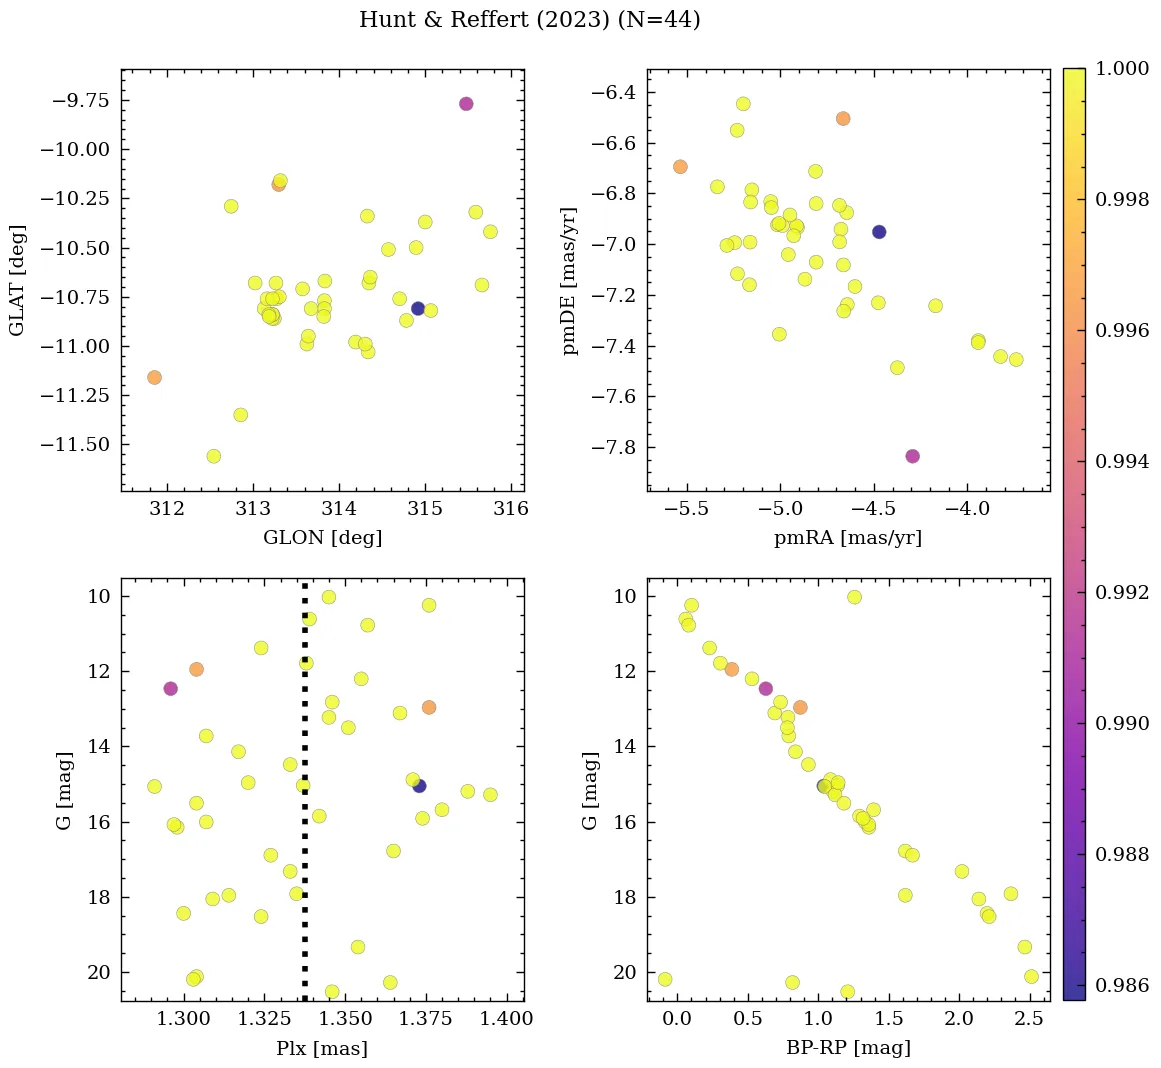 Hunt & Reffert (2023) (N=44)
−9.75
−10.00
−10.25
−10.50
−10.75
−11.00
−11.25
−11.50
GLAT [deg]
312 313 314 315 316
GLON [deg]
−6.4
−6.6
−6.8
−7.0
−7.2
−7.4
−7.6
−7.8
pmDE [mas/yr]
−5.5 −5.0 −4.5 −4.0
pmRA [mas/yr]
10
12
14
16
18
20
G [mag]
1.300 1.325 1.350 1.375 1.400
Plx [mas]
10
12
14
16
18
20
G [mag]
0.0 0.5 1.0 1.5 2.0 2.5
BP-RP [mag]
1.000
0.998
0.996
0.994
0.992
0.990
0.988
0.986